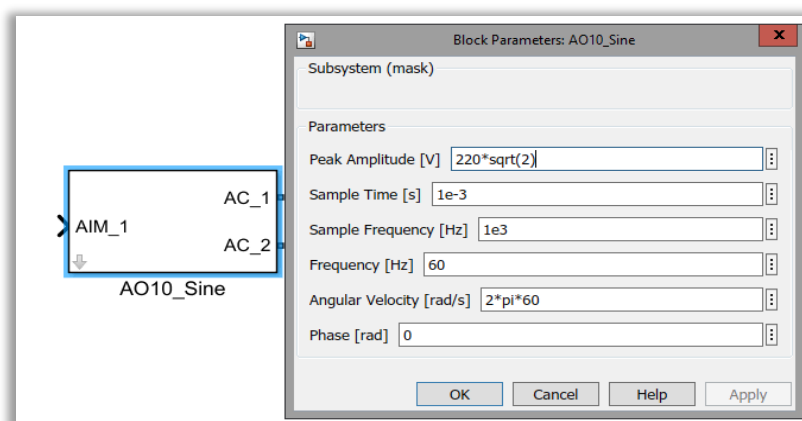 Block Parameters: AO10_Sine
x
Subsystem (mask)
Parameters
Peak Amplitude [V] 220*sqrt(2)
Sample Time [s] 1e-3
Sample Frequency [Hz] 1e3
Frequency [Hz] 60
Angular Velocity [rad/s] 2*pi*60
Phase [rad] 0
OK Cancel Help Apply
AC_1
AIM_1
AC_2
AO10_Sine